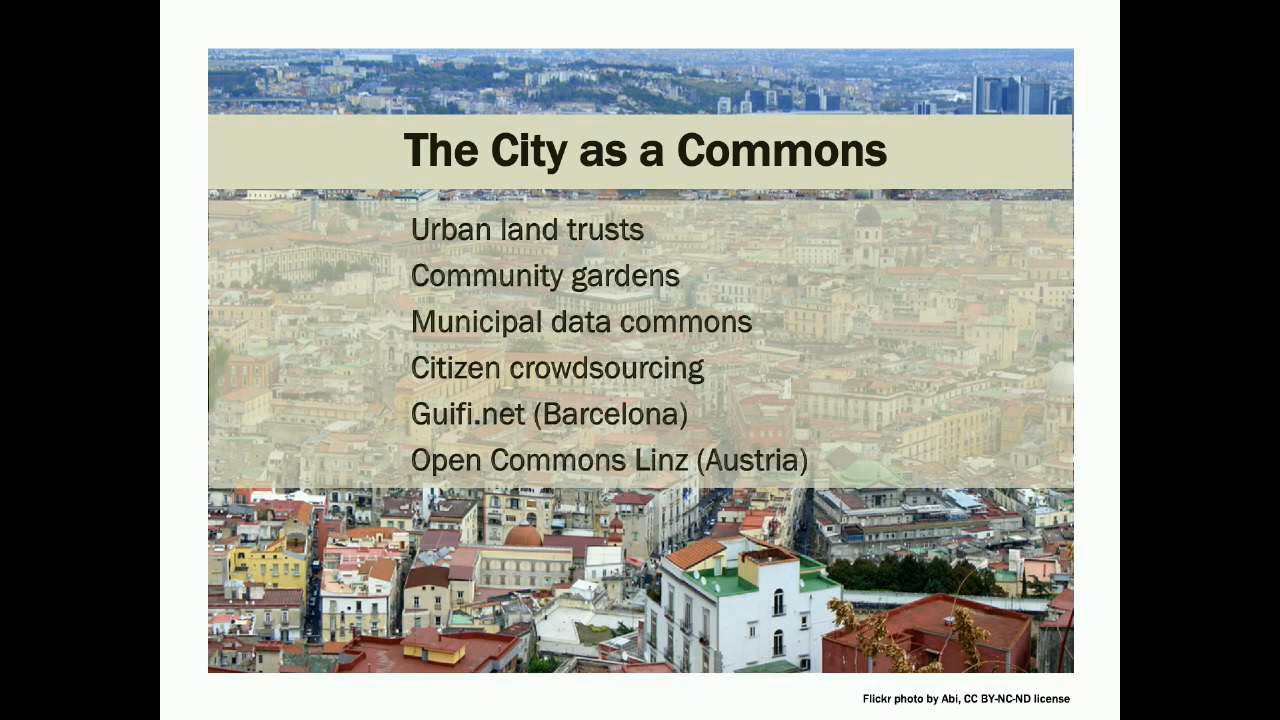 The City as a Commons
Urban land trusts
Community gardens
Municipal data commons
Citizen crowdsourcing
Guifi.net (Barcelona)
Open Commons Linz (Austria)
Flickr photo by Abi, CC BY-NC-ND license